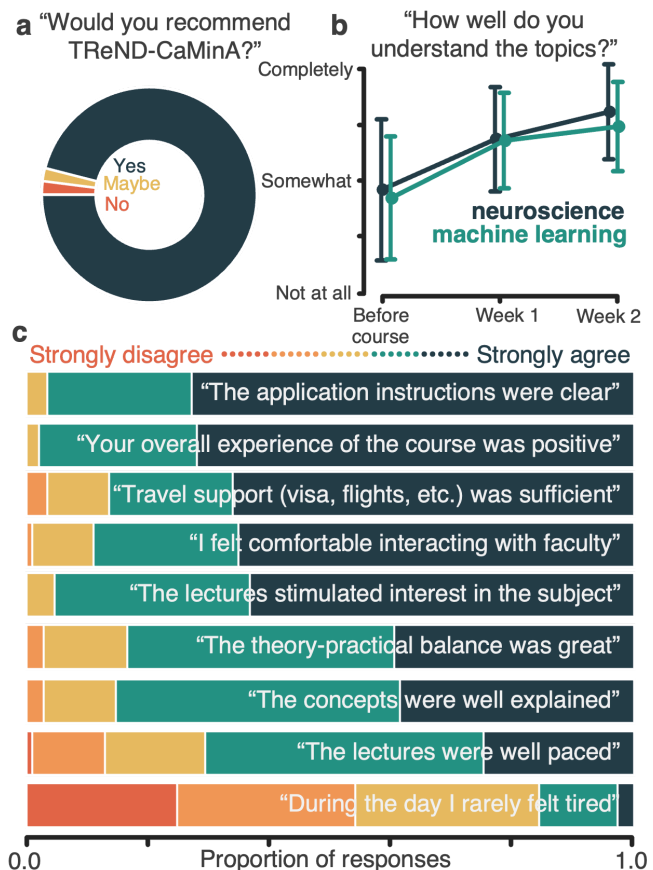 a “Would you recommend
TReND-CaMinA?”
Yes
Maybe
No
b “How well do you
understand the topics?”
Completely
Somewhat
Not at all
neuroscience
machine learning
Before
course
Week 1
Week 2
c
Strongly disagree Strongly agree
“The application instructions were clear”
“Your overall experience of the course was positive”
“Travel support (visa, flights, etc.) was sufficient”
“I felt comfortable interacting with faculty”
“The lectures stimulated interest in the subject”
“The theory-practical balance was great”
“The concepts were well explained”
“The lectures were well paced”
“During the day I rarely felt tired”
0.0 Proportion of responses 1.0